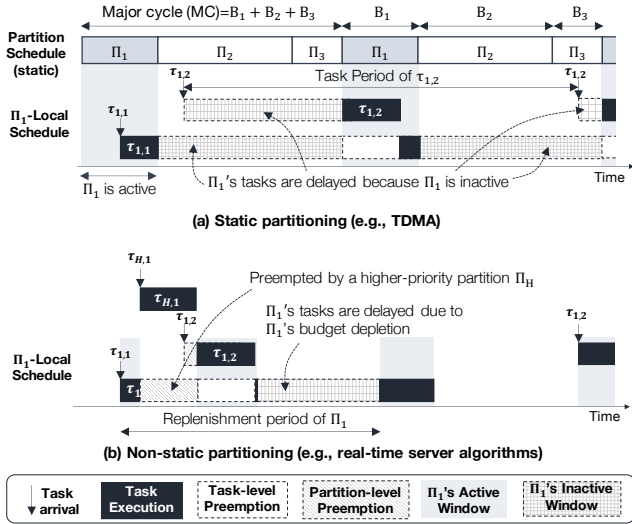 Major cycle (MC)=B₁ + B₂ + B₃ B₁ B₂ B₃
Partition Schedule (static)
Π₁ Π₂ Π₃ Π₁ Π₂ Π₃
τ₁,₂ Task Period of τ₁,₂ τ₁,₂
Π₁-Local Schedule
τ₁,₁ τ₁,₂
τ₁,₁
Π₁ is active
Π₁'s tasks are delayed because Π₁ is inactive
Time
(a) Static partitioning (e.g., TDMA)
τH,1
Preempted by a higher-priority partition ΠH
τH,1
Π₁'s tasks are delayed due to
Π₁'s budget depletion
τ₁,₂ τ₁,₂
Π₁-Local Schedule
τ₁,₁ τ₁,₂
τ₁
Replenishment period of Π₁
Time
(b) Non-static partitioning (e.g., real-time server algorithms)
Task arrival
Task Execution
Task-level Preemption
Partition-level Preemption
Π₁'s Active Window
Π₁'s Inactive Window